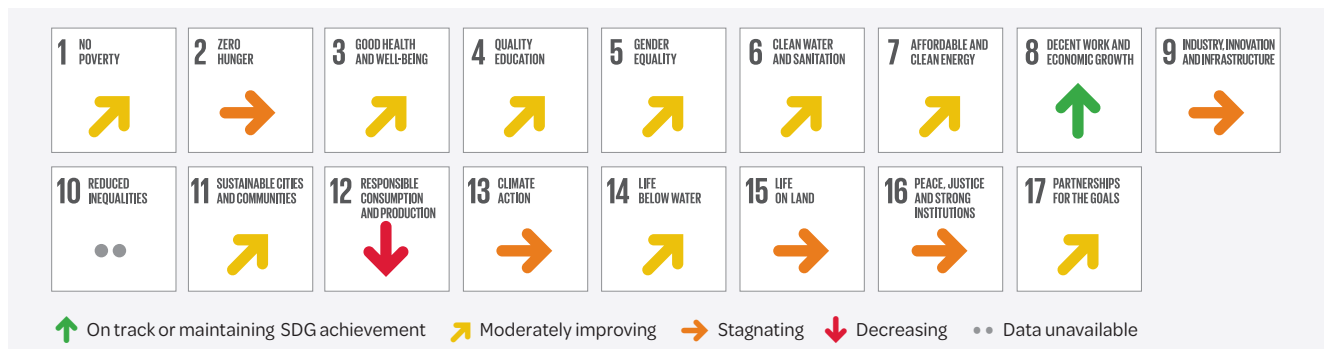 1 NO
POVERTY
2 ZERO
HUNGER
3 GOOD HEALTH
AND WELL-BEING
4 QUALITY
EDUCATION
5 GENDER
EQUALITY
6 CLEAN WATER
AND SANITATION
7 AFFORDABLE AND
CLEAN ENERGY
8 DECENT WORK AND
ECONOMIC GROWTH
9 INDUSTRY, INNOVATION
AND INFRASTRUCTURE
10 REDUCED
INEQUALITIES
11 SUSTAINABLE CITIES
AND COMMUNITIES
12 RESPONSIBLE
CONSUMPTION
AND PRODUCTION
13 CLIMATE
ACTION
14 LIFE
BELOW WATER
15 LIFE
ON LAND
16 PEACE, JUSTICE
AND STRONG
INSTITUTIONS
17 PARTNERSHIPS
FOR THE GOALS
On track or maintaining SDG achievement Moderately improving Stagnating Decreasing Data unavailable